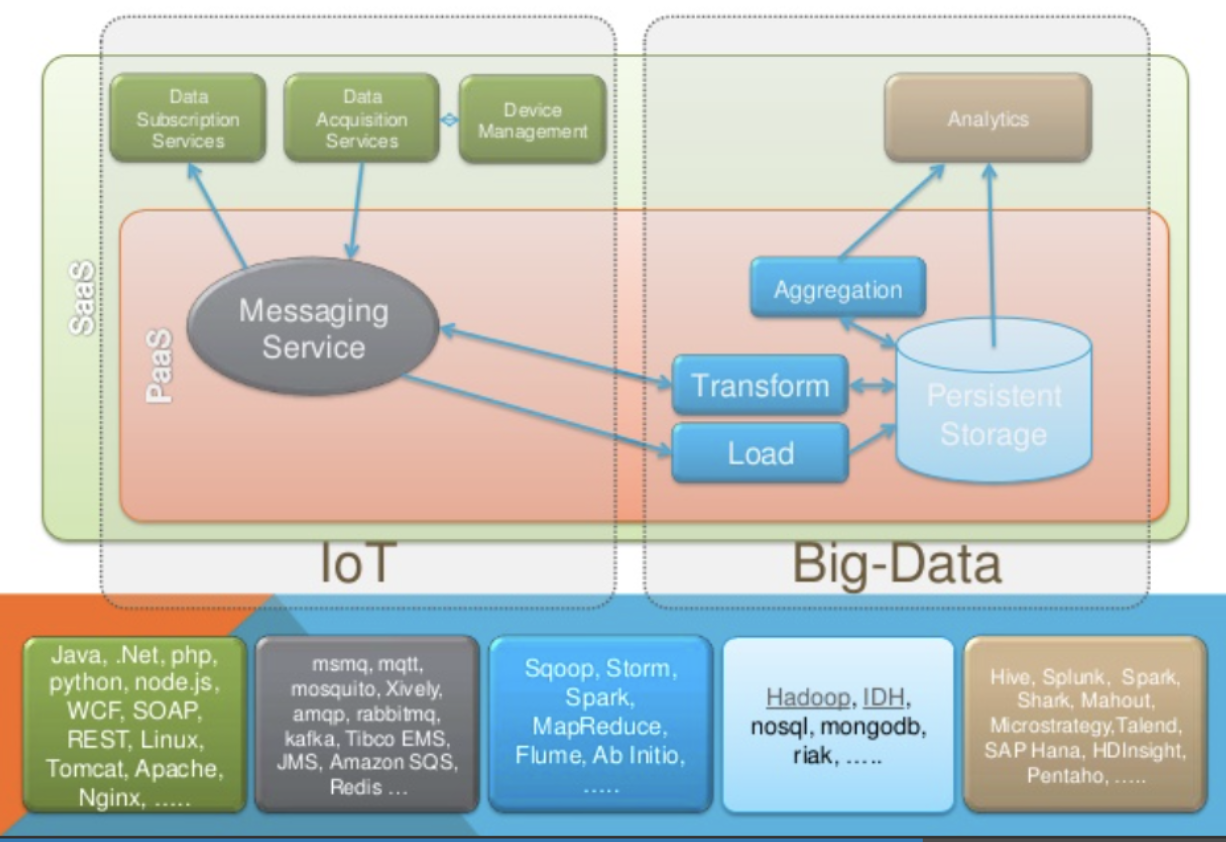 Data
Subscription
Services
Data
Acquisition
Services
Device
Management
Analytics
SaaS
PaaS
Messaging
Service
Aggregation
Transform
Load
Persistent
Storage
IoT
Big-Data
Java, .Net, php,
python, node.js,
WCF, SOAP,
REST, Linux,
Tomcat, Apache,
Nginx, .....
msmq, mqtt,
mosquito, Xively,
amqp, rabbitmq,
kafka, Tibco EMS,
JMS, Amazon SQS,
Redis ...
Sqoop, Storm,
Spark,
MapReduce,
Flume, Ab Initio,
.....
Hadoop, IDH,
nosql, mongodb,
riak, .....
Hive, Splunk, Spark,
Shark, Mahout,
Microstrategy,Talend,
SAP Hana, HDInsight,
Pentaho, .....